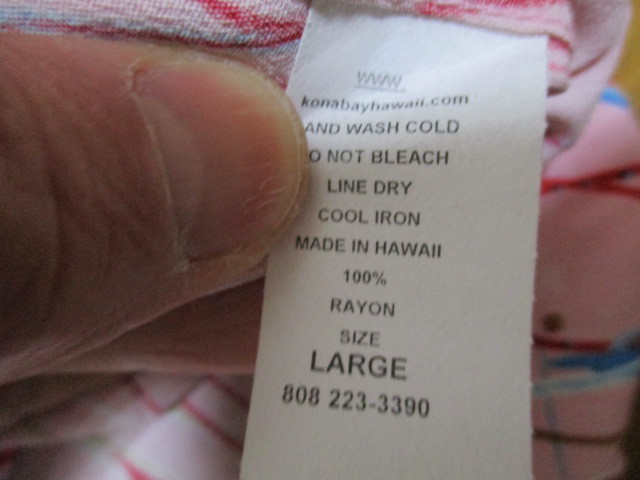 www.
konabayhawaii.com
AND WASH COLD
O NOT BLEACH
LINE DRY
COOL IRON
MADE IN HAWAII
100%
RAYON
SIZE
LARGE
808 223-3390